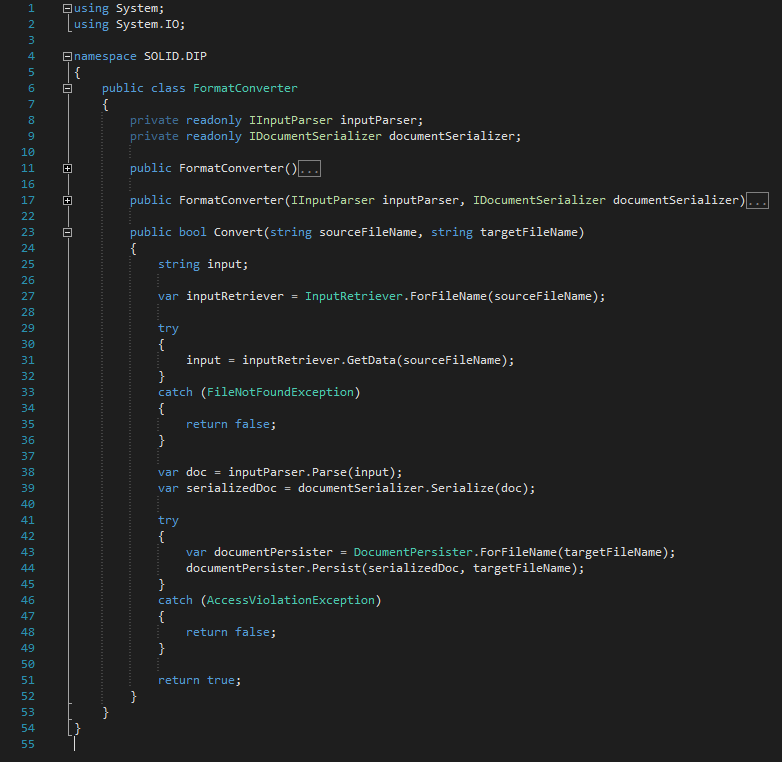 1 using System;
2 using System.IO;
3
4 namespace SOLID.DIP
5 {
6 public class FormatConverter
7 {
8 private readonly IInputParser inputParser;
9 private readonly IDocumentSerializer documentSerializer;
10
11 public FormatConverter()...
16
17 public FormatConverter(IInputParser inputParser, IDocumentSerializer documentSerializer)...
22
23 public bool Convert(string sourceFileName, string targetFileName)
24 {
25 string input;
26
27 var inputRetriever = InputRetriever.ForFileName(sourceFileName);
28
29 try
30 {
31 input = inputRetriever.GetData(sourceFileName);
32 }
33 catch (FileNotFoundException)
34 {
35 return false;
36 }
37
38 var doc = inputParser.Parse(input);
39 var serializedDoc = documentSerializer.Serialize(doc);
40
41 try
42 {
43 var documentPersister = DocumentPersister.ForFileName(targetFileName);
44 documentPersister.Persist(serializedDoc, targetFileName);
45 }
46 catch (AccessViolationException)
47 {
48 return false;
49 }
50
51 return true;
52 }
53 }
54 }
55